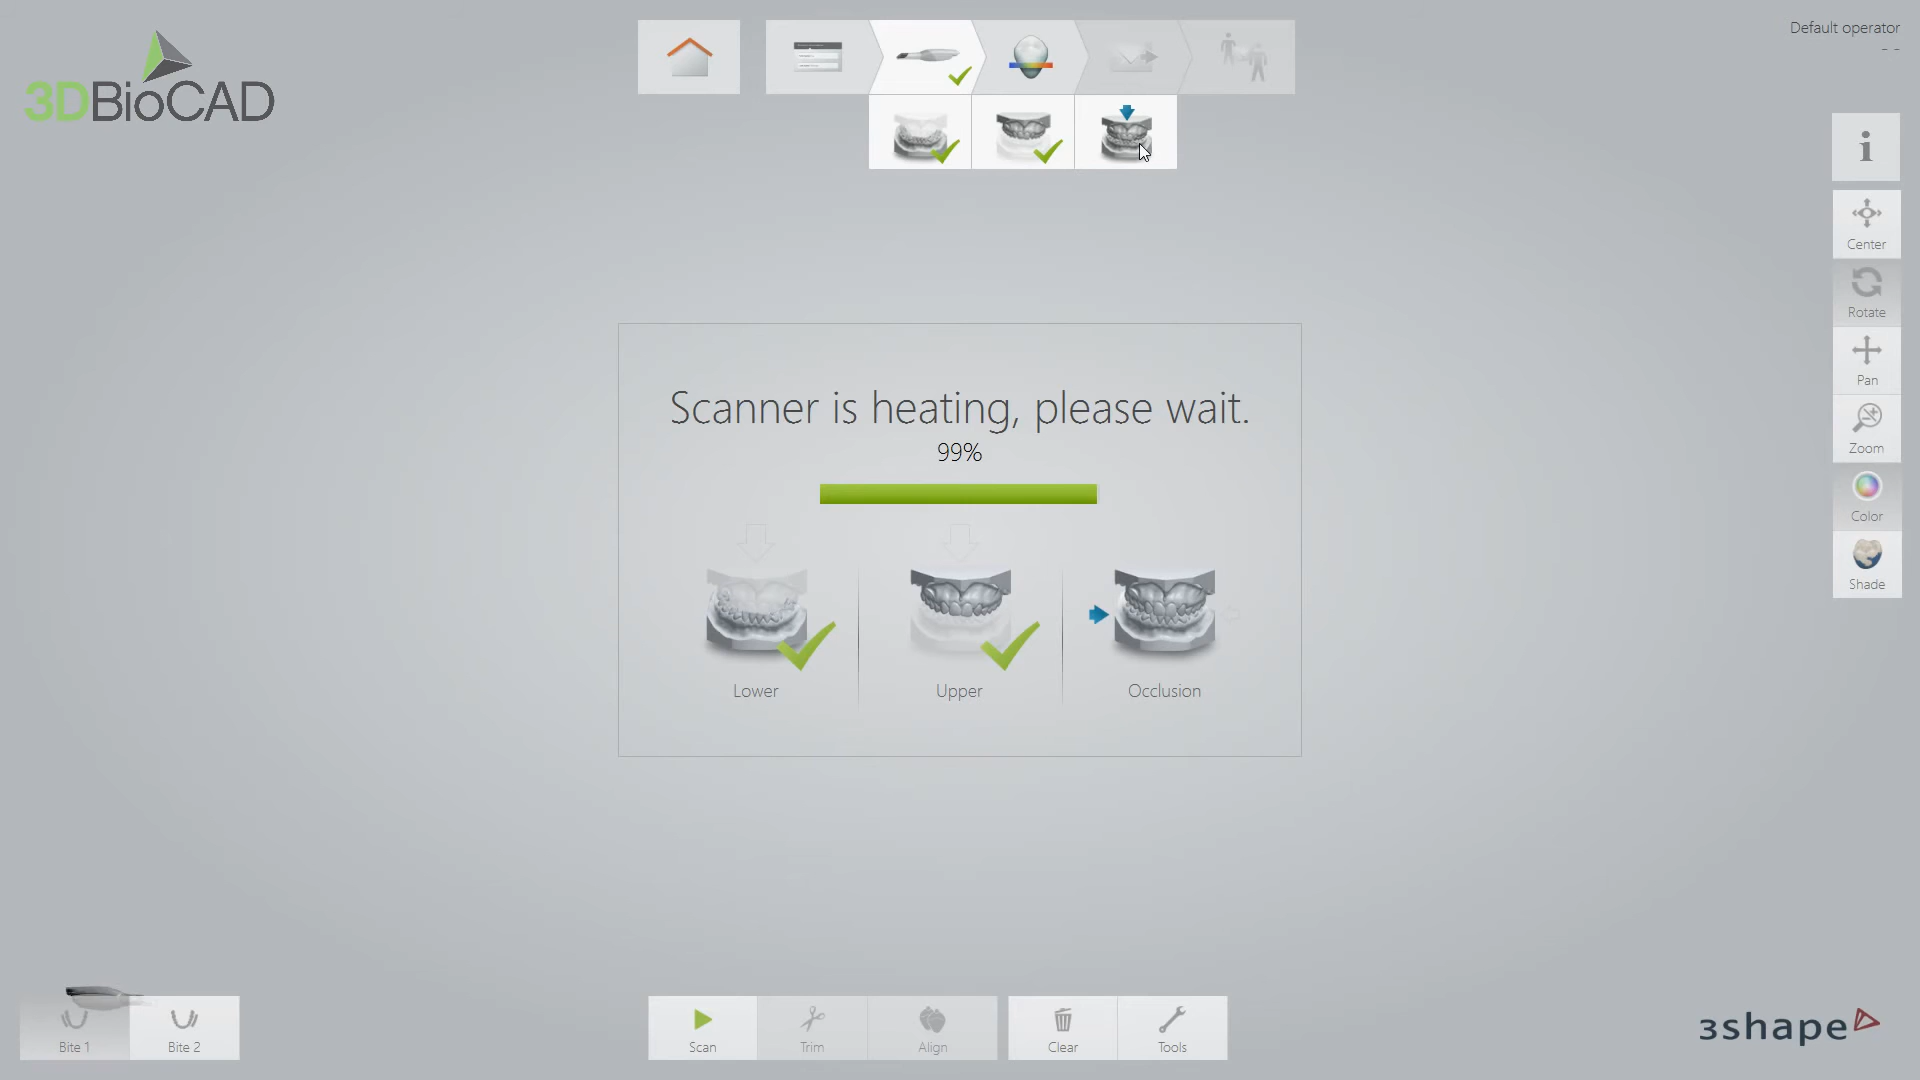 Default operator
3DBioCAD
i
Center
Rotate
Pan
Zoom
Color
Shade
Scanner is heating, please wait.
99%
Lower
Upper
Occlusion
Bite 1
Bite 2
Scan
Trim
Align
Clear
Tools
3shape